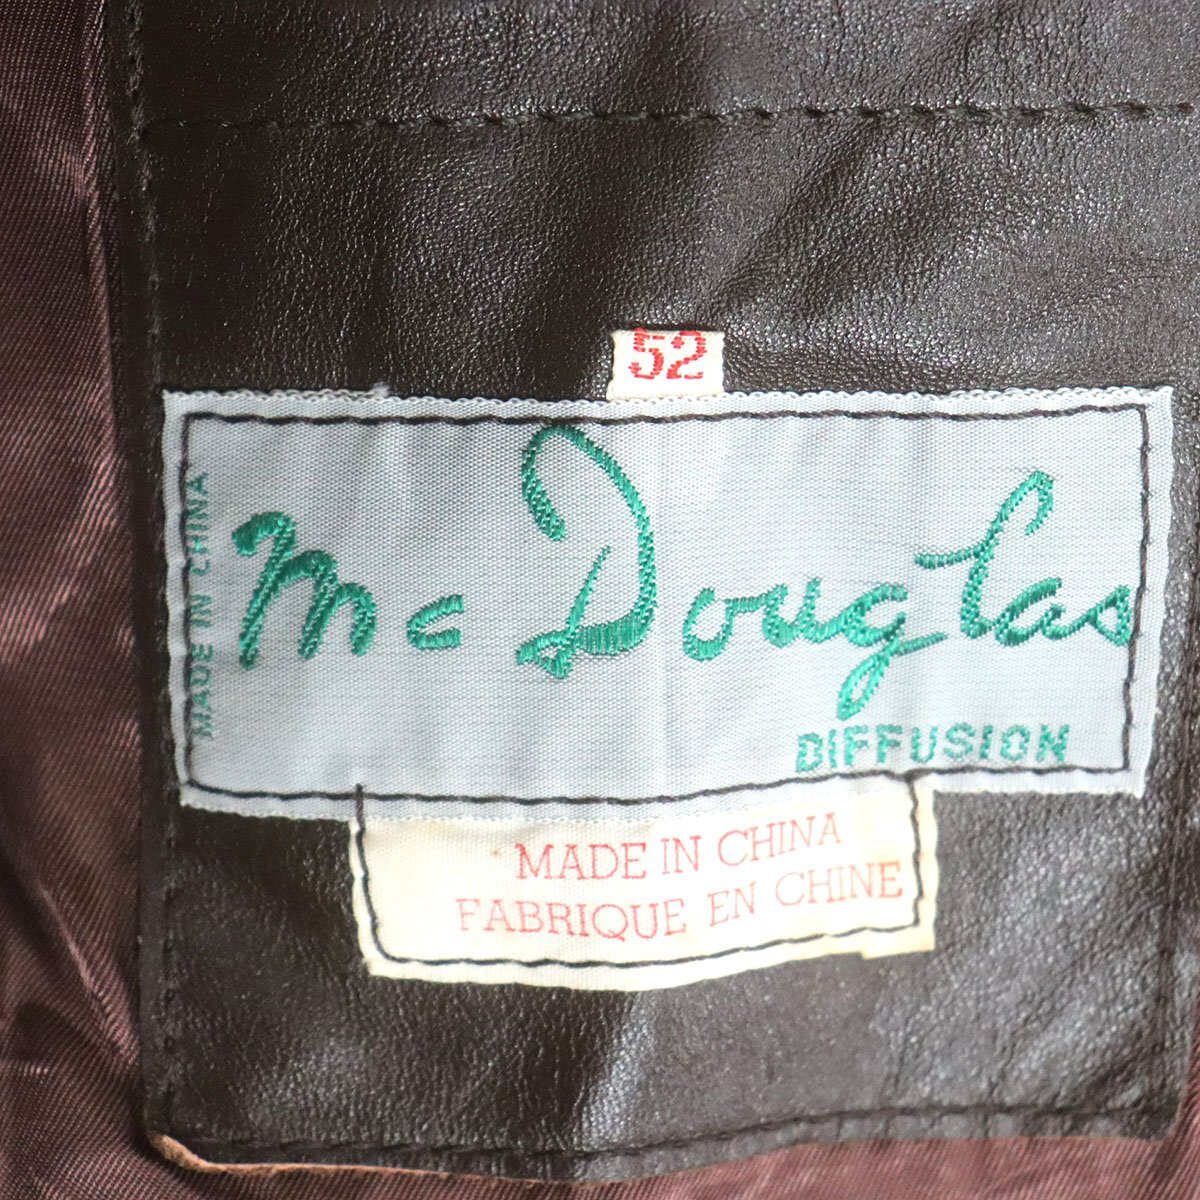 52
MADE IN CHINA
Mc Douglas
DIFFUSION
MADE IN CHINA
FABRIQUE EN CHINE